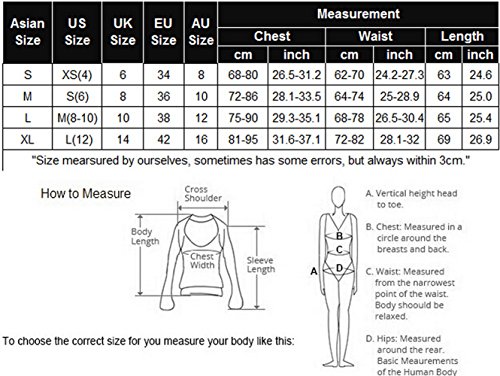 Asian Size US Size UK Size EU Size AU Size Measurement
Chest Waist Length
cm inch cm inch cm inch
S XS(4) 6 34 8 68-80 26.5-31.2 62-70 24.2-27.3 63 24.6
M S(6) 8 36 10 72-86 28.1-33.5 64-74 25-28.9 64 25.0
L M(8-10) 10 38 12 75-90 29.3-35.1 68-78 26.5-30.4 65 25.4
XL L(12) 14 42 16 81-95 31.6-37.1 72-82 28.1-32 69 26.9
"Size mearsured by ourselves, sometimes has some errors, but always within 3cm."
How to Measure
Cross
Shoulder
Body
Length
Chest
Width
Sleeve
Length
A
B
C
D
A. Vertical height head
to toe.
B. Chest: Measured in a
circle around the
breasts and back.
C. Waist: Measured
from the narrowest
point of the waist.
Body should be
relaxed.
D. Hips: Measured
around the rear.
Basic Meaurements
of the Human Body
To choose the correct size for you measure your body like this: